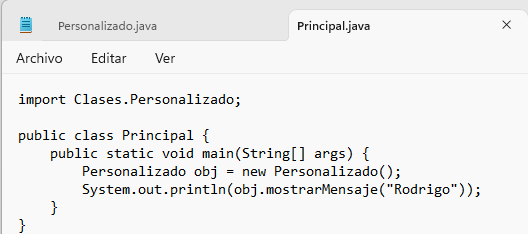 Personalizado.java
Principal.java
Archivo
Editar
Ver
import Clases.Personalizado;
public class Principal {
    public static void main(String[] args) {
        Personalizado obj = new Personalizado();
        System.out.println(obj.mostrarMensaje("Rodrigo"));
    }
}